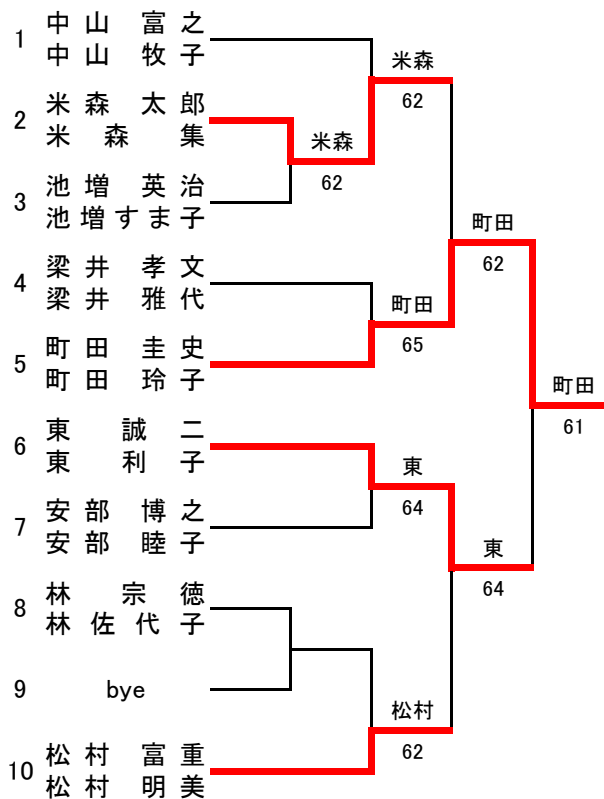 1
中山 富之
中山 牧子
2
米森太郎
米森 集
3
池増 英治
池増すま子
4
梁井 孝文
梁井 雅代
5
町田 圭史
町田 玲子
6
東 誠二
東 利子
7
安部 博之
安部 睦子
8
林 宗徳
林佐代子
9
bye
10
松村 富重
松村 明美
米森
62
町田
65
東
64
松村
62
米森
62
町田
62
東
64
町田
61